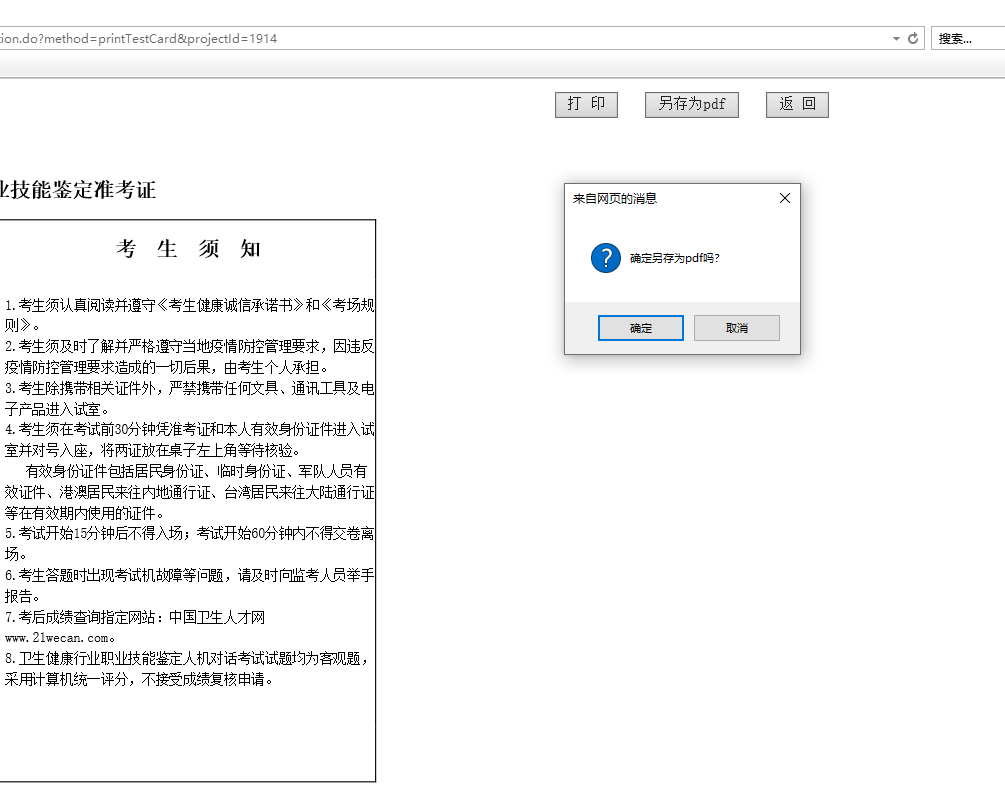 tion.do?method=printTestCard&projectId=1914
搜索...
打 印
另存为pdf
返 回
业技能鉴定准考证
来自网页的消息
确定另存为pdf吗?
确定
取消
考 生 须 知
1.考生须认真阅读并遵守《考生健康诚信承诺书》和《考场规
则》。
2.考生须及时了解并严格遵守当地疫情防控管理要求，因违反
疫情防控管理要求造成的一切后果，由考生个人承担。
3.考生除携带相关证件外，严禁携带任何文具、通讯工具及电
子产品进入试室。
4.考生须在考试前30分钟凭准考证和本人有效身份证件进入试
室并对号入座，将两证放在桌子左上角等待核验。
有效身份证件包括居民身份证、临时身份证、军队人员有
效证件、港澳居民来往内地通行证、台湾居民来往大陆通行证
等在有效期内使用的证件。
5.考试开始15分钟后不得入场；考试开始60分钟内不得交卷离
场。
6.考生答题时出现考试机故障等问题，请及时向监考人员举手
报告。
7.考后成绩查询指定网站：中国卫生人才网
www.21wecan.com。
8.卫生健康行业职业技能鉴定人机对话考试试题均为客观题，
采用计算机统一评分，不接受成绩复核申请。